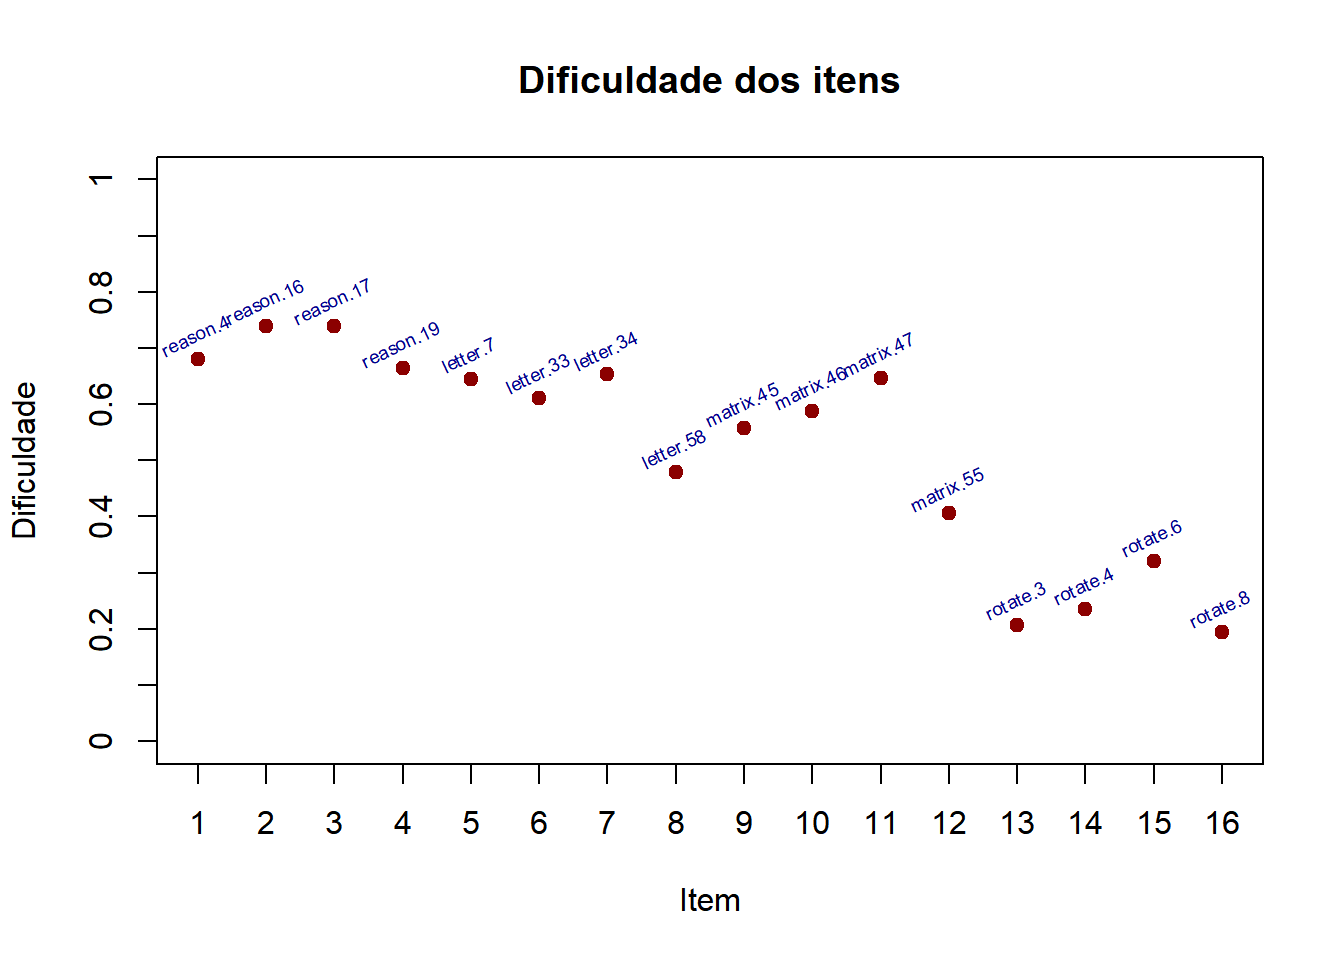 Dificuldade dos itens
Dificuldade
1
0.8
0.6
0.4
0.2
0
reason.4
reason.16
reason.17
reason.19
letter.7
letter.33
letter.34
letter.58
matrix.45
matrix.46
matrix.47
matrix.55
rotate.3
rotate.4
rotate.6
rotate.8
1 2 3 4 5 6 7 8 9 10 11 12 13 14 15 16
Item